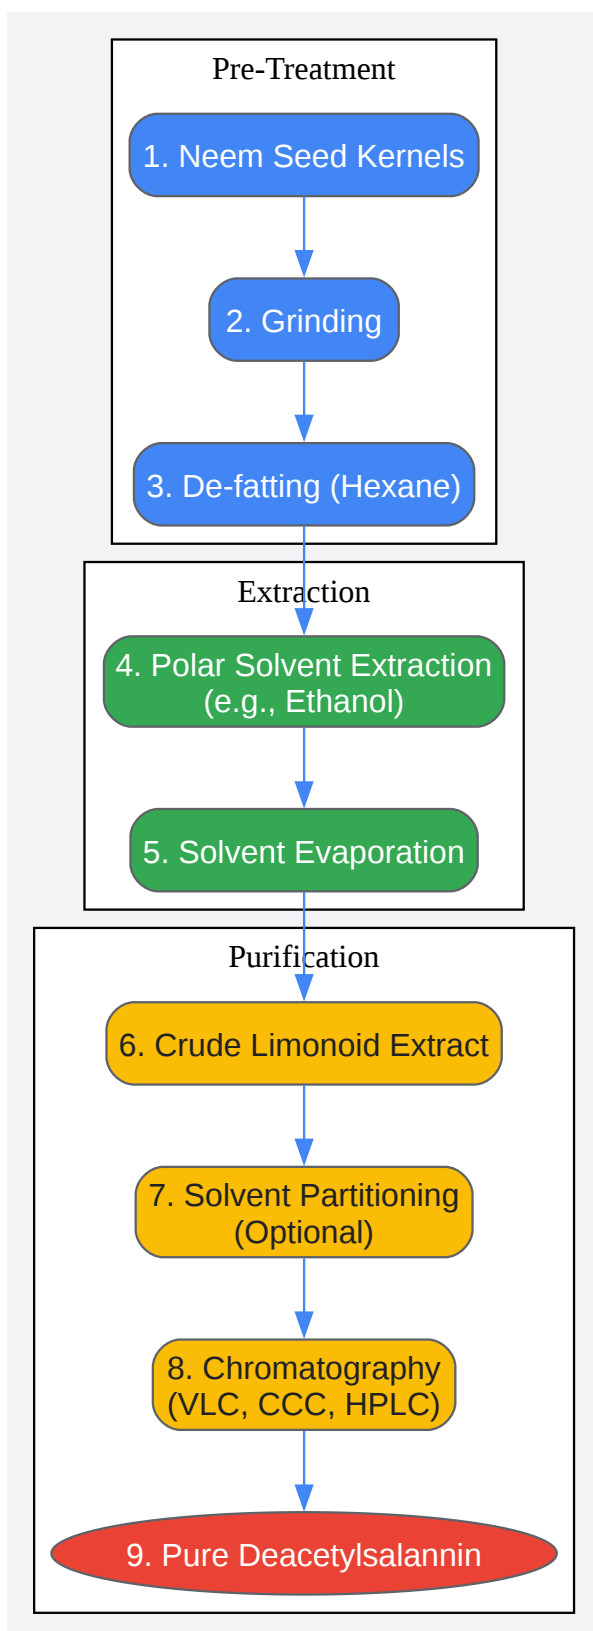 Pre-Treatment
1. Neem Seed Kernels
2. Grinding
3. De-fatting (Hexane)
Extraction
4. Polar Solvent Extraction
(e.g., Ethanol)
5. Solvent Evaporation
Purification
6. Crude Limonoid Extract
7. Solvent Partitioning
(Optional)
8. Chromatography
(VLC, CCC, HPLC)
9. Pure Deacetylsalannin